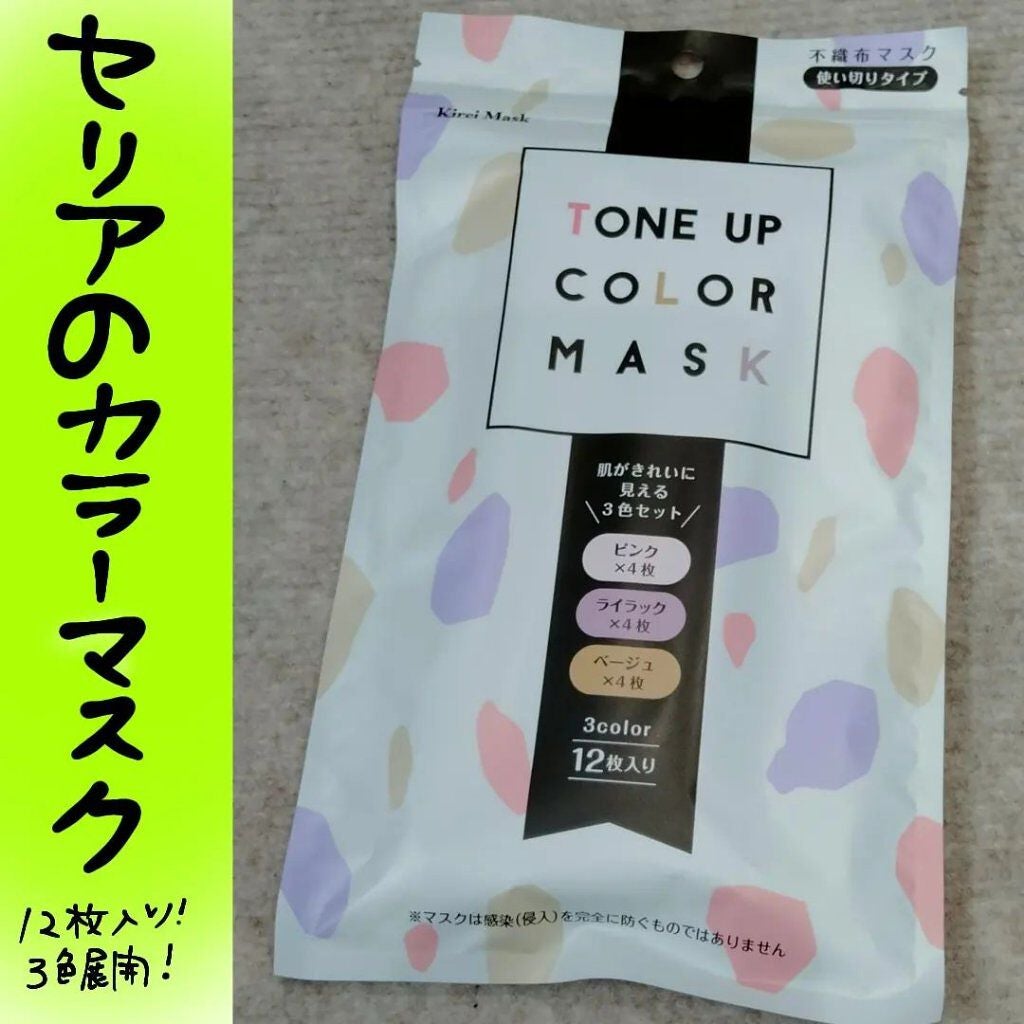 セリアのカラーマスク
12枚入り!
3色展開!
不織布マスク
使い切りタイプ
Kirei Mask
TONE UP
COLOR
MASK
肌がきれいに
見える
\3色セット/
ピンク
×4枚
ライラック
×4枚
ベージュ
×4枚
3color
12枚入り
※マスクは感染(侵入)を完全に防ぐものではありません